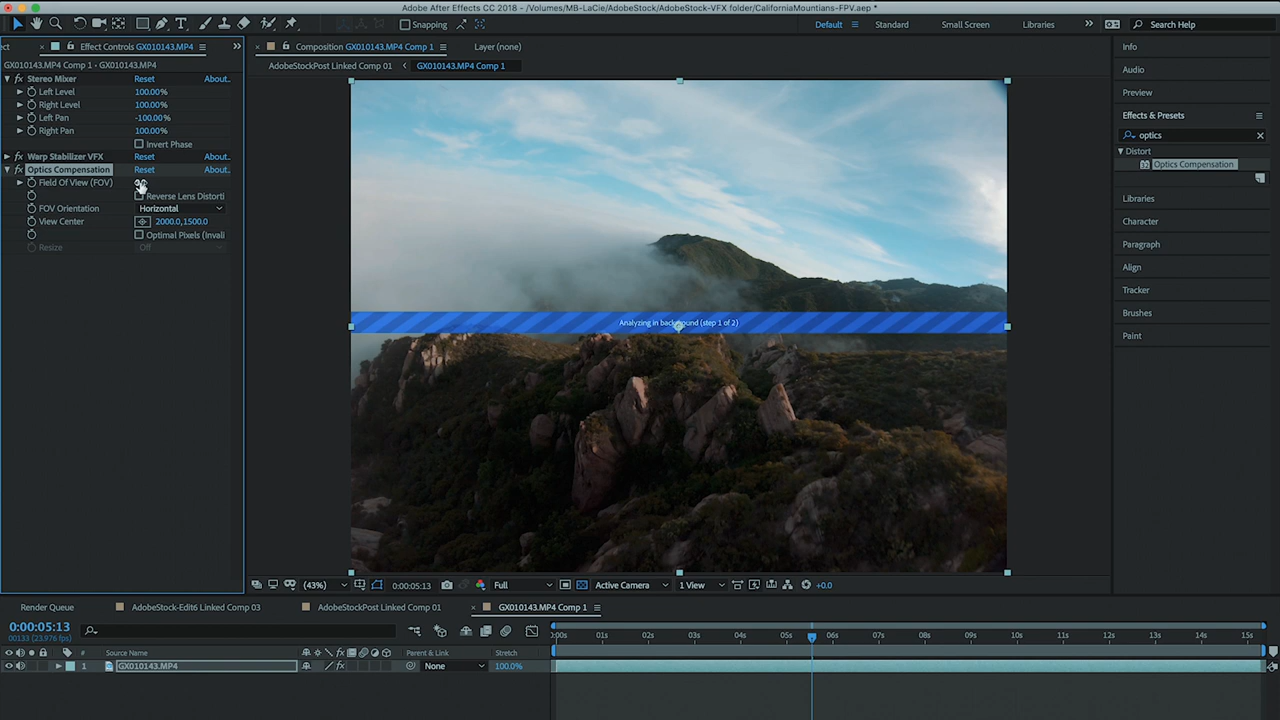 Adobe After Effects CC 2018 - /Volumes/MB-LaCie/AdobeStock/AdobeStock-VFX folder/CaliforniaMountians-FPV.aep *
Snapping
Default
Standard
Small Screen
Libraries
Search Help
Effect Controls GX010143.MP4
Composition GX010143.MP4 Comp 1
Layer (none)
GX010143.MP4 Comp 1 • GX010143.MP4
AdobeStockPost Linked Comp 01
GX010143.MP4 Comp 1
Stereo Mixer Reset About..
Left Level 100.00%
Right Level 100.00%
Left Pan -100.00%
Right Pan 100.00%
Invert Phase
Warp Stabilizer VFX Reset About..
Optics Compensation Reset About..
Field Of View (FOV)
Reverse Lens Distorti
FOV Orientation Horizontal
View Center 2000.0,1500.0
Optimal Pixels (Invali
Resize Off
Analyzing in background (step 1 of 2)
Info
Audio
Preview
Effects & Presets
optics
Distort
Optics Compensation
Libraries
Character
Paragraph
Align
Tracker
Brushes
Paint
(43%) 0:00:05:13 Full Active Camera 1 View +0.0
Render Queue
AdobeStock-Edit6 Linked Comp 03
AdobeStockPost Linked Comp 01
GX010143.MP4 Comp 1
0:00:05:13
00133 (23.976 fps)
:00s 01s 02s 03s 04s 05s 06s 07s 08s 09s 10s 11s 12s 13s 14s 15s
# Source Name Parent & Link Stretch
1 GX010143.MP4 None 100.0%